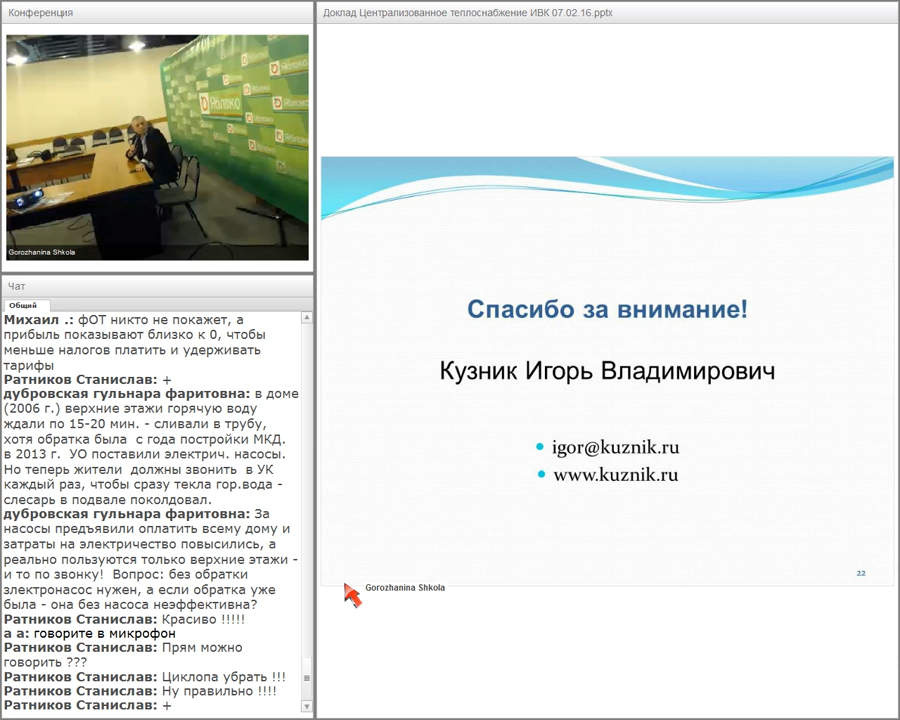 Конференция
Яблоко
Яблоко
Яблоко
Gorozhanina Shkola
Чат
Общий
Михаил .: фОТ никто не покажет, а
прибыль показывают близко к 0, чтобы
меньше налогов платить и удерживать
тарифы
Ратников Станислав: +
дубровская гульнара фаритовна: в доме
(2006 г.) верхние этажи горячую воду
ждали по 15-20 мин. - сливали в трубу,
хотя обратка была с года постройки МКД.
в 2013 г. УО поставили электрич. насосы.
Но теперь жители должны звонить в УК
каждый раз, чтобы сразу текла гор.вода -
слесарь в подвале поколдовал.
дубровская гульнара фаритовна: За
насосы предъявили оплатить всему дому и
затраты на электричество повысились, а
реально пользуются только верхние этажи -
и то по звонку! Вопрос: без обратки
электронасос нужен, а если обратка уже
была - она без насоса неэффективна?
Ратников Станислав: Красиво !!!!!
а а: говорите в микрофон
Ратников Станислав: Прям можно
говорить ???
Ратников Станислав: Циклопа убрать !!!
Ратников Станислав: Ну правильно !!!!
Ратников Станислав: +
Доклад Централизованное теплоснабжение ИВК 07.02.16.pptx
Спасибо за внимание!
Кузник Игорь Владимирович
igor@kuznik.ru
www.kuznik.ru
22
Gorozhanina Shkola